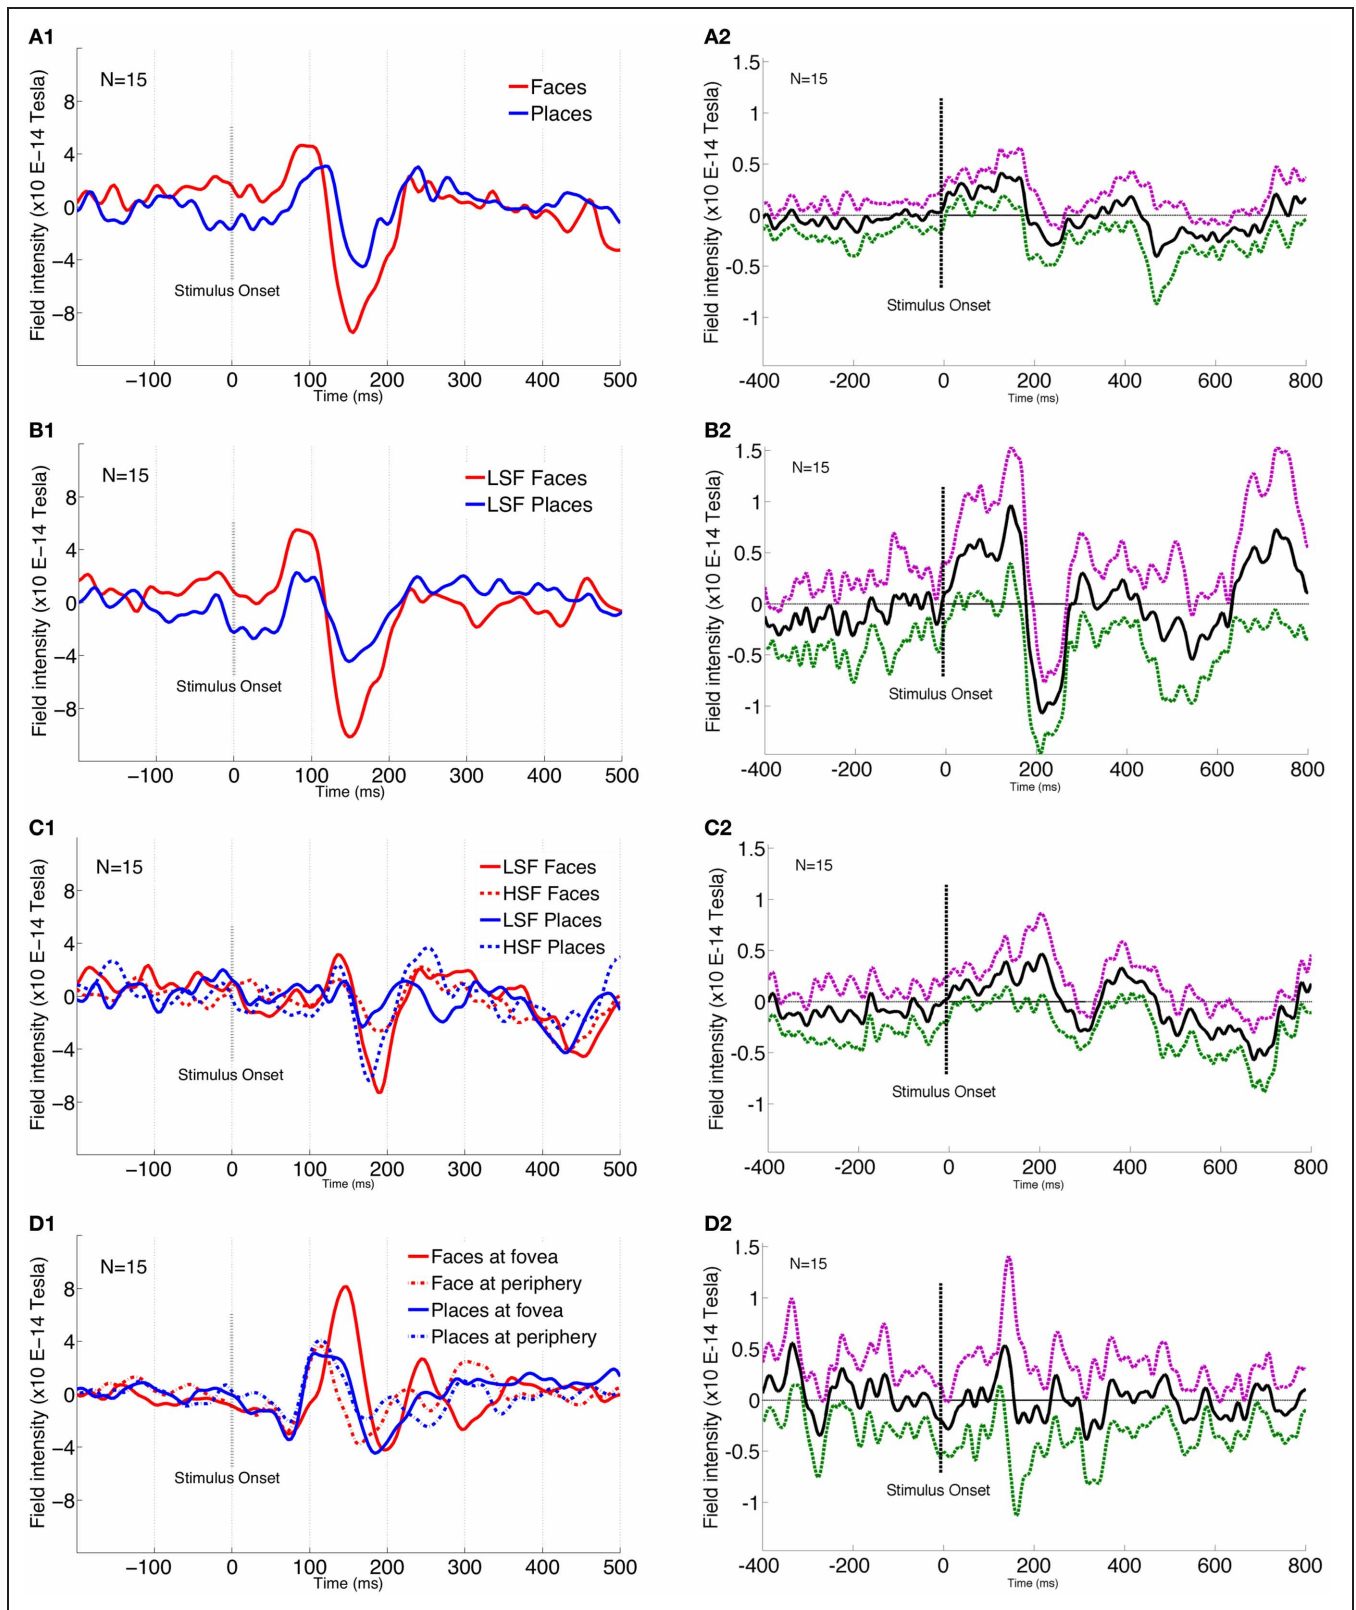 A1
N=15
Faces
Places
Field intensity (x10 E−14 Tesla)
8
4
0
−4
−8
Stimulus Onset
−100 0 100 200 300 400 500
Time (ms)
A2
N=15
Field intensity (x10 E-14 Tesla)
1.5
1
0.5
0
-0.5
-1
Stimulus Onset
-400 -200 0 200 400 600 800
Time (ms)
B1
N=15
LSF Faces
LSF Places
Field intensity (x10 E−14 Tesla)
8
4
0
−4
−8
Stimulus Onset
−100 0 100 200 300 400 500
Time (ms)
B2
N=15
Field intensity (x10 E-14 Tesla)
1.5
1
0.5
0
-0.5
-1
Stimulus Onset
-400 -200 0 200 400 600 800
Time (ms)
C1
N=15
LSF Faces
HSF Faces
LSF Places
HSF Places
Field intensity (x10 E−14 Tesla)
8
4
0
−4
−8
Stimulus Onset
−100 0 100 200 300 400 500
Time (ms)
C2
N=15
Field intensity (x10 E-14 Tesla)
1.5
1
0.5
0
-0.5
-1
Stimulus Onset
-400 -200 0 200 400 600 800
Time (ms)
D1
N=15
Faces at fovea
Face at periphery
Places at fovea
Places at periphery
Field intensity (x10 E−14 Tesla)
8
4
0
−4
−8
Stimulus Onset
−100 0 100 200 300 400 500
Time (ms)
D2
N=15
Field intensity (x10 E-14 Tesla)
1.5
1
0.5
0
-0.5
-1
Stimulus Onset
-400 -200 0 200 400 600 800
Time (ms)